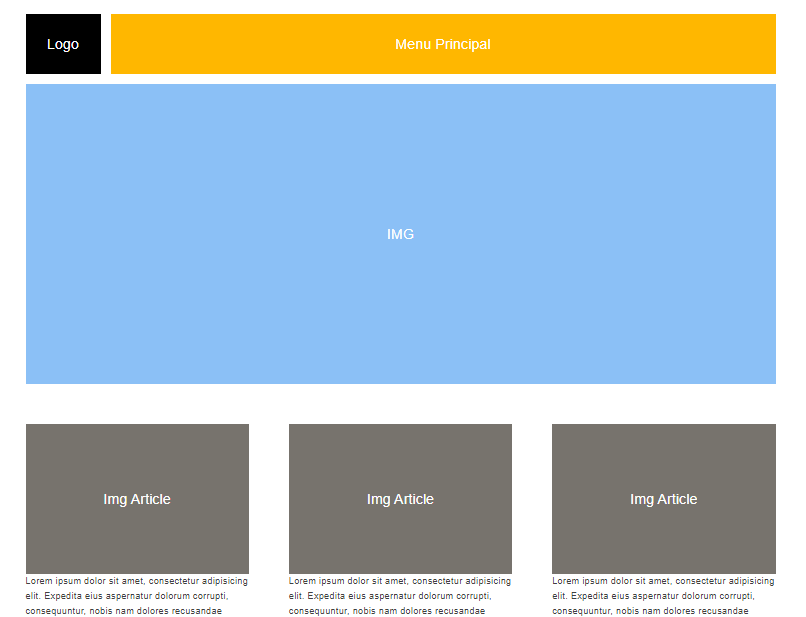 Logo
Menu Principal
IMG
Img Article
Img Article
Img Article
Lorem ipsum dolor sit amet, consectetur adipisicing
elit. Expedita eius aspernatur dolorum corrupti,
consequuntur, nobis nam dolores recusandae
Lorem ipsum dolor sit amet, consectetur adipisicing
elit. Expedita eius aspernatur dolorum corrupti,
consequuntur, nobis nam dolores recusandae
Lorem ipsum dolor sit amet, consectetur adipisicing
elit. Expedita eius aspernatur dolorum corrupti,
consequuntur, nobis nam dolores recusandae